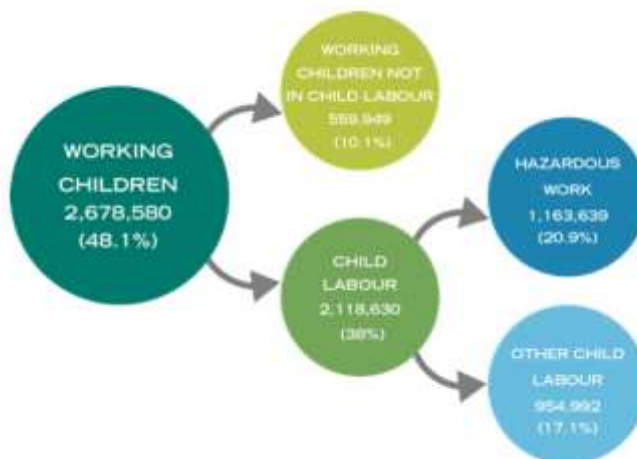 WORKING
CHILDREN NOT
IN CHILD LABOUR
559,949
(10.1%)
WORKING
CHILDREN
2,678,580
(48.1%)
HAZARDOUS
WORK
1,163,639
(20.9%)
CHILD
LABOUR
2,118,630
(38%)
OTHER CHILD
LABOUR
954,992
(17.1%)